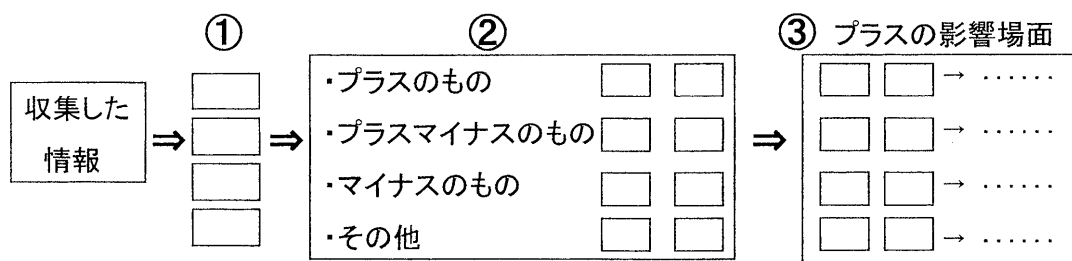 ① ② ③ プラスの影響場面
収集した
情報
⇒ ⇒ ⇒
・プラスのもの
・プラスマイナスのもの
・マイナスのもの
・その他
→ ……
→ ……
→ ……
→ ……